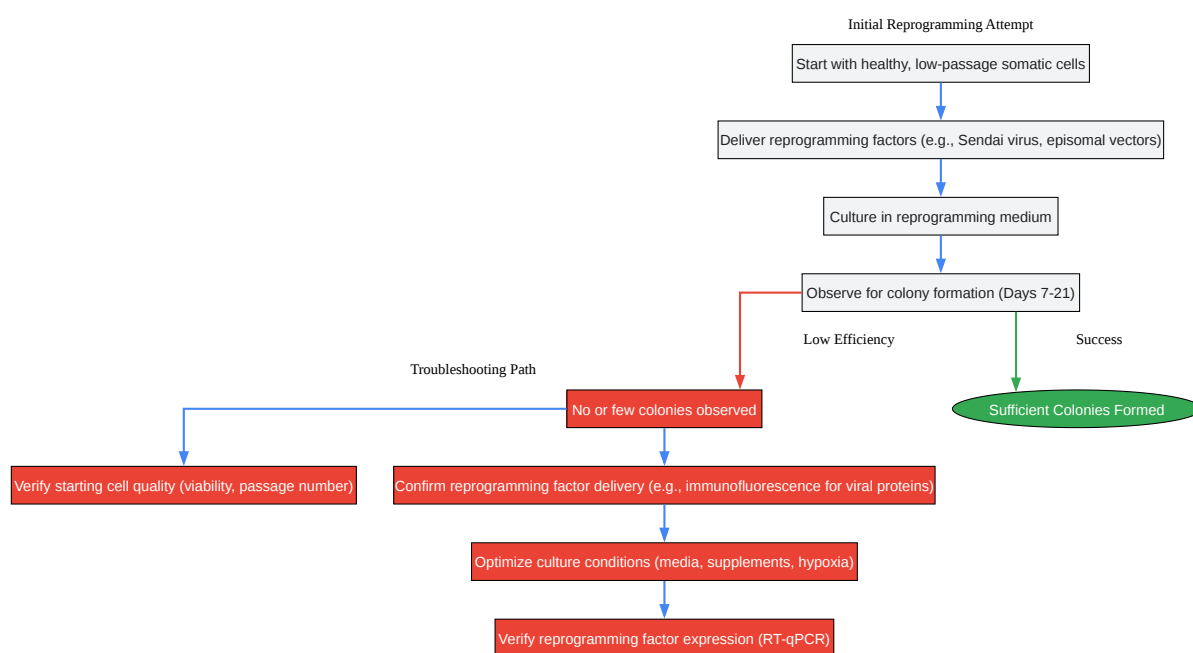 Initial Reprogramming Attempt
Start with healthy, low-passage somatic cells
Deliver reprogramming factors (e.g., Sendai virus, episomal vectors)
Culture in reprogramming medium
Observe for colony formation (Days 7-21)
Low Efficiency
Success
Troubleshooting Path
No or few colonies observed
Sufficient Colonies Formed
Verify starting cell quality (viability, passage number)
Confirm reprogramming factor delivery (e.g., immunofluorescence for viral proteins)
Optimize culture conditions (media, supplements, hypoxia)
Verify reprogramming factor expression (RT-qPCR)